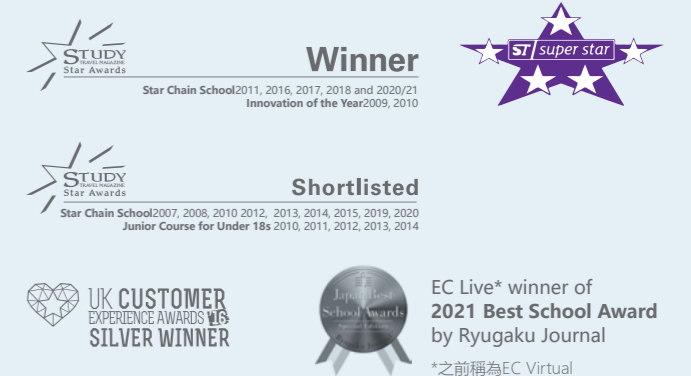 STUDY
TRAVEL MAGAZINE
Star Awards
Winner
Star Chain School2011, 2016, 2017, 2018 and 2020/21
Innovation of the Year2009, 2010
ST super star
STUDY
TRAVEL MAGAZINE
Star Awards
Shortlisted
Star Chain School2007, 2008, 2010 2012, 2013, 2014, 2015, 2019, 2020
Junior Course for Under 18s 2010, 2011, 2012, 2013, 2014
UK CUSTOMER
EXPERIENCE AWARDS 16
SILVER WINNER
Japan Best
School Awards
Special Edition
Ryugaku Journal
EC Live* winner of
2021 Best School Award
by Ryugaku Journal
*之前稱為EC Virtual